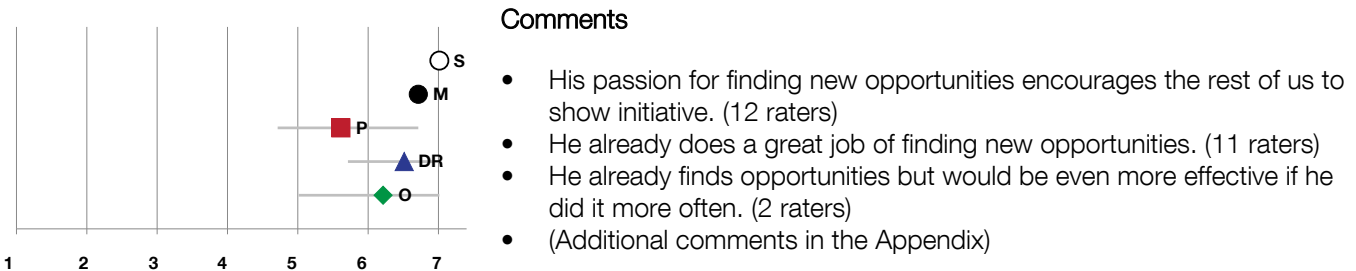 Comments
S
M
P
DR
O
1 2 3 4 5 6 7
• His passion for finding new opportunities encourages the rest of us to
show initiative. (12 raters)
• He already does a great job of finding new opportunities. (11 raters)
• He already finds opportunities but would be even more effective if he
did it more often. (2 raters)
• (Additional comments in the Appendix)